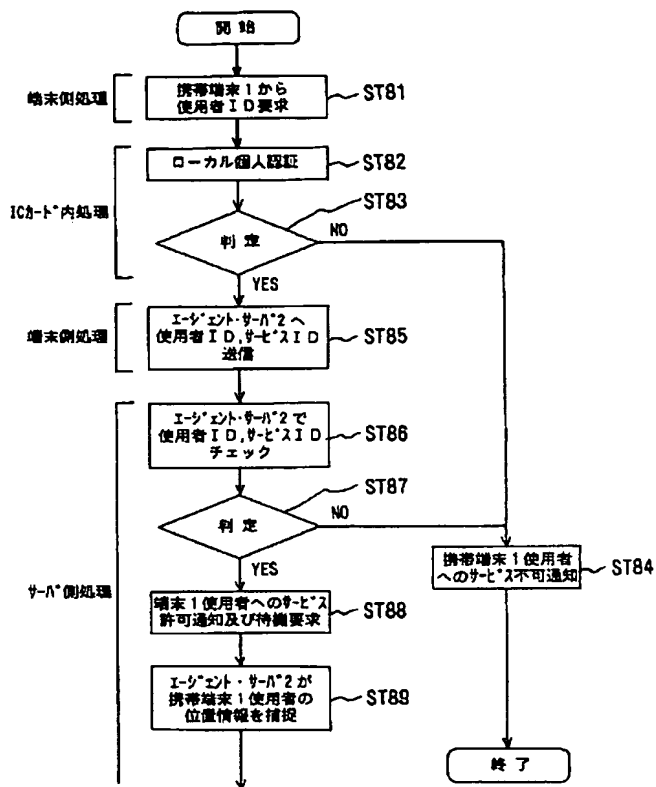 開 始
端末側処理
携帯端末1から
使用者ID要求
ST81
ICカード内処理
ローカル個人認証
ST82
ST83
判 定
NO
YES
端末側処理
エージェント・サーバ2へ
使用者ID,サービスID
送信
ST85
サーバ側処理
エージェント・サーバ2で
使用者ID,サービスID
チェック
ST86
ST87
判 定
NO
YES
携帯端末1使用者
へのサービス不可通知
ST84
端末1使用者へのサービス
許可通知及び待機要求
ST88
エージェント・サーバ2が
携帯端末1使用者の
位置情報を捕捉
ST89
終 了